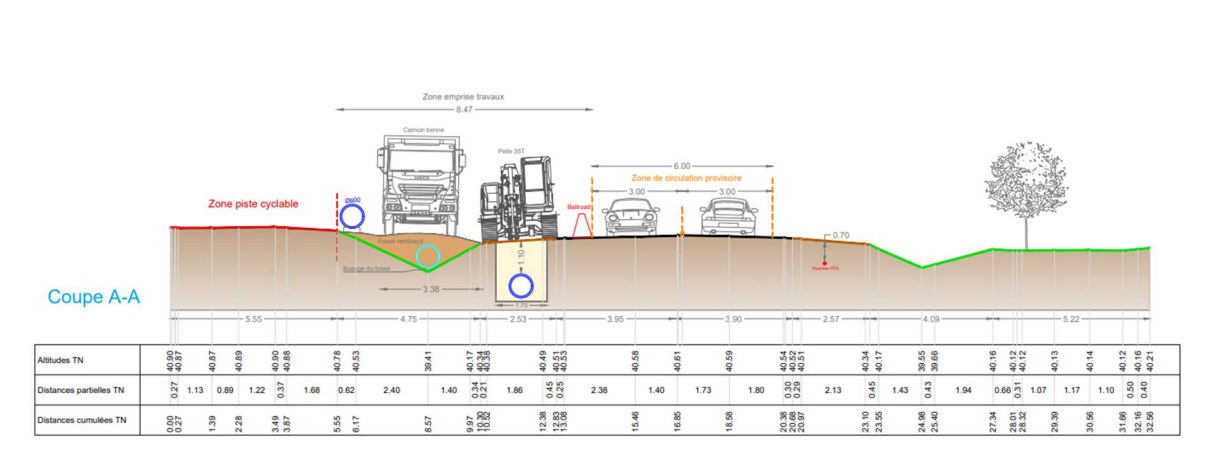 Zone emprise travaux
8.47
Camion benne
Pelle 35T
6.00
Zone de circulation provisoire
3.00 3.00
Zone piste cyclable
Ø800
Baliroad
0.70
Fossé remblayé
1.10
Fourreau HTA
Busage du fossé
3.38
1.70
Coupe A-A
5.55 4.75 2.53 3.95 3.90 2.57 4.09 5.22
Altitudes TN 40.90 40.87 40.87 40.89 40.90 40.88 40.78 40.53 39.41 40.17 40.34 40.38 40.49 40.51 40.53 40.58 40.61 40.59 40.54 40.52 40.51 40.34 40.17 39.55 39.66 40.16 40.12 40.12 40.13 40.14 40.12 40.16 40.21
Distances partielles TN 0.27 1.13 0.89 1.22 0.37 1.68 0.62 2.40 1.40 0.34 0.21 1.86 0.45 0.25 2.38 1.40 1.73 1.80 0.30 0.29 2.13 0.45 1.43 0.43 1.94 0.66 0.31 1.07 1.17 1.10 0.50 0.40
Distances cumulées TN 0.00 0.27 1.39 2.28 3.49 3.87 5.55 6.17 8.57 9.97 10.30 10.52 12.38 12.83 13.08 15.46 16.85 18.58 20.38 20.68 20.97 23.10 23.55 24.98 25.40 27.34 28.01 28.32 29.39 30.56 31.66 32.16 32.56